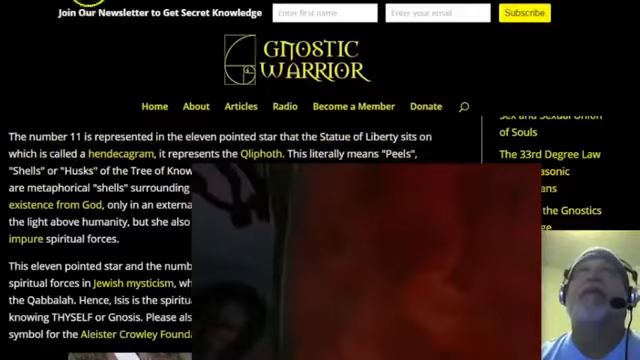 Join Our Newsletter to Get Secret Knowledge
Enter first name
Enter your email
Subscribe
GNOSTIC
WARRIOR
Home
About
Articles
Radio
Become a Member
Donate
The number 11 is represented in the eleven pointed star that the Statue of Liberty sits on
which is called a hendecagram, it represents the Qliphoth. This literally means "Peels",
"Shells" or "Husks" of the Tree of Know
are metaphorical "shells" surrounding
existence from God, only in an externa
the light above humanity, but she also
impure spiritual forces.
This eleven pointed star and the numb
spiritual forces in Jewish mysticism, wh
the Qabbalah. Hence, Isis is the spiritua
knowing THYSELF or Gnosis. Please als
symbol for the Aleister Crowley Founda
Sex and Sexual Union
of Souls
The 33rd Degree Law
asonic
ans
the Gnostics